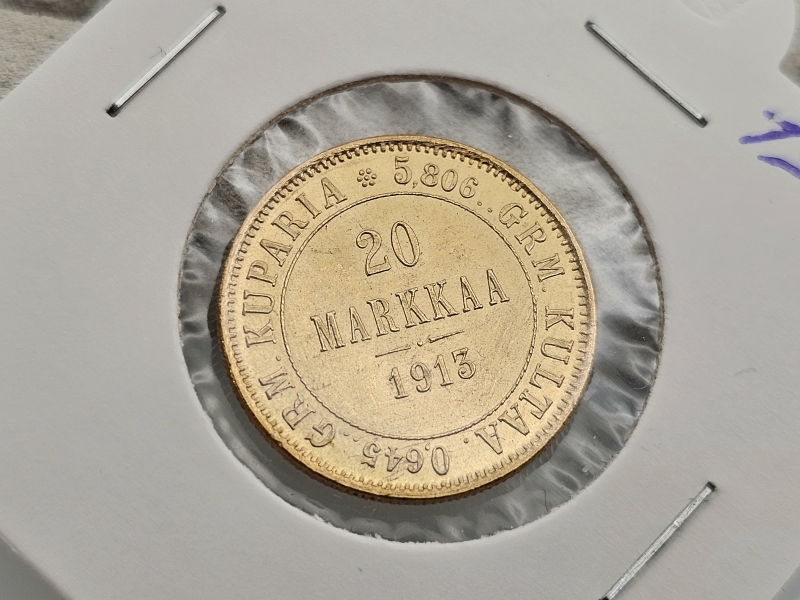 5,806.. GRM. KULTAA. 0,645.. GRM. KUPARIA
20
MARKKAA
1913